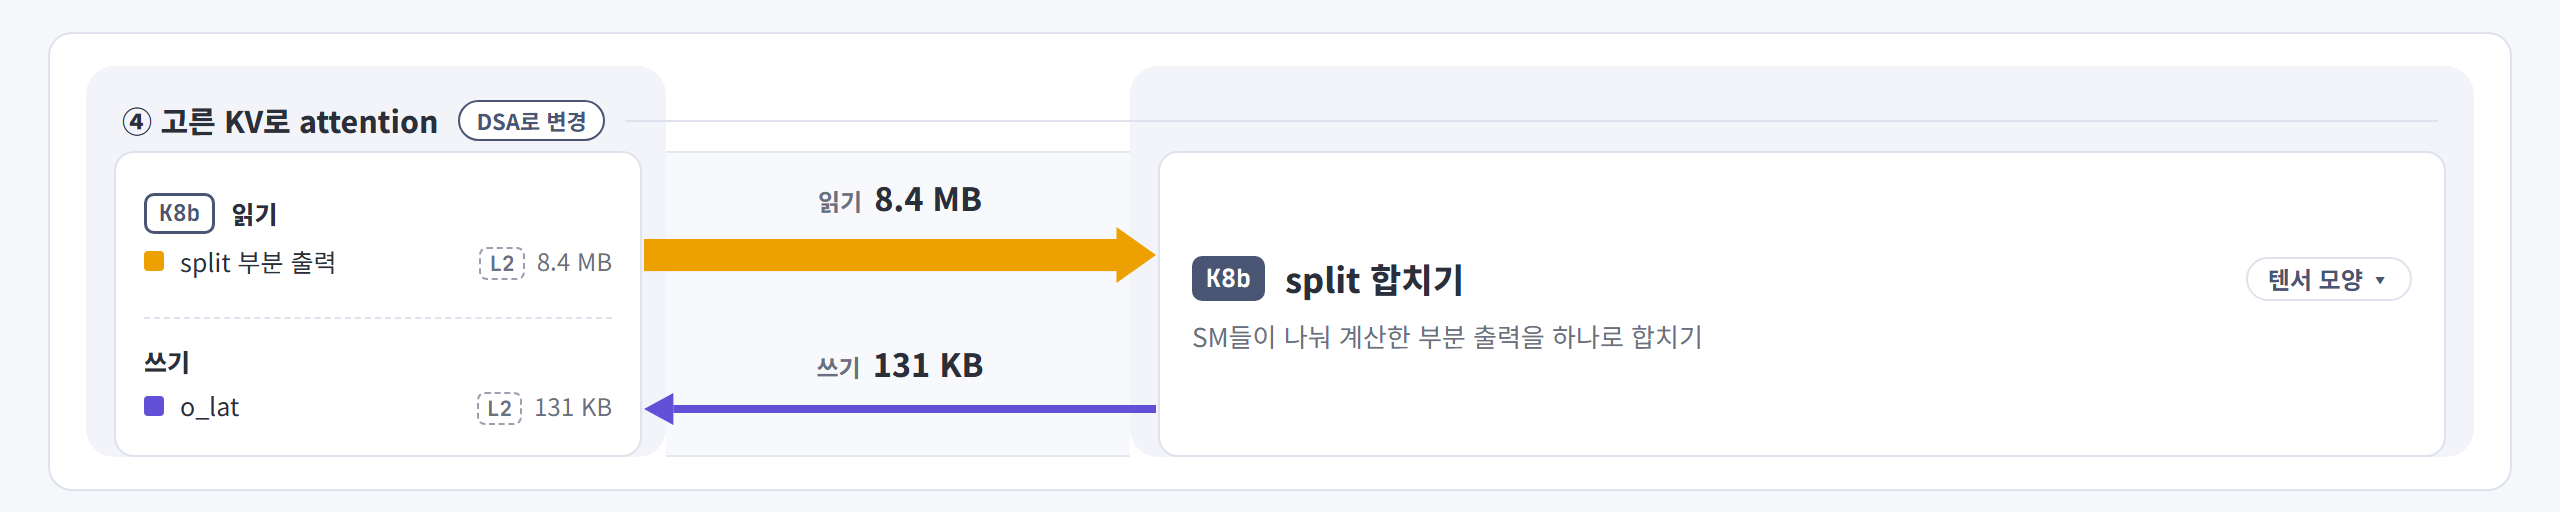 ④ 고른 KV로 attention DSA로 변경
K8b 읽기
split 부분 출력 L2 8.4 MB
쓰기
o_lat L2 131 KB
읽기 8.4 MB
쓰기 131 KB
K8b split 합치기
SM들이 나눠 계산한 부분 출력을 하나로 합치기
텐서 모양 ▼